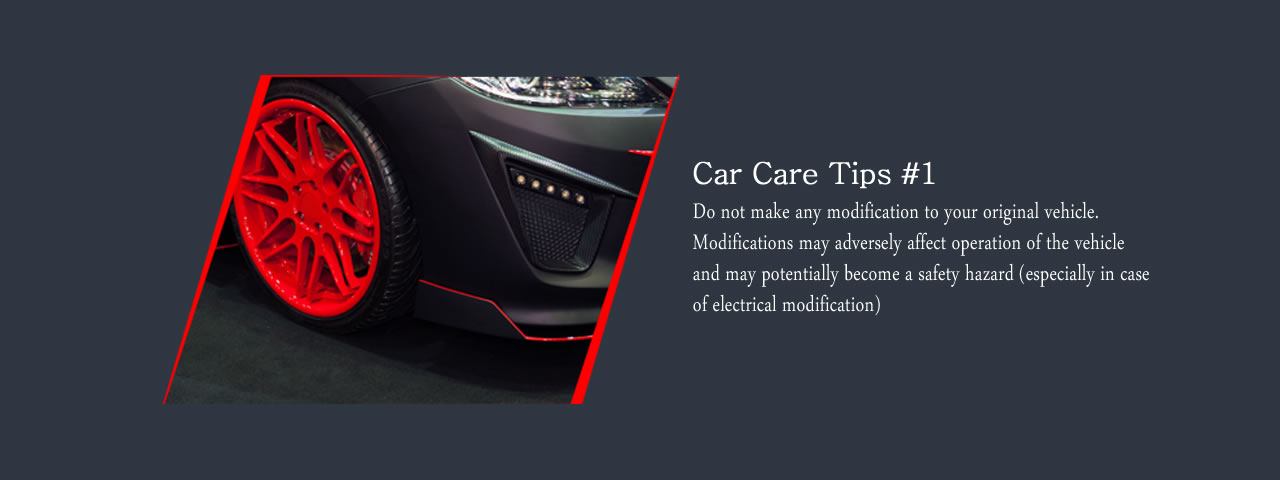 Car Care Tips #1
Do not make any modification to your original vehicle.
Modifications may adversely affect operation of the vehicle
and may potentially become a safety hazard (especially in case
of electrical modification)